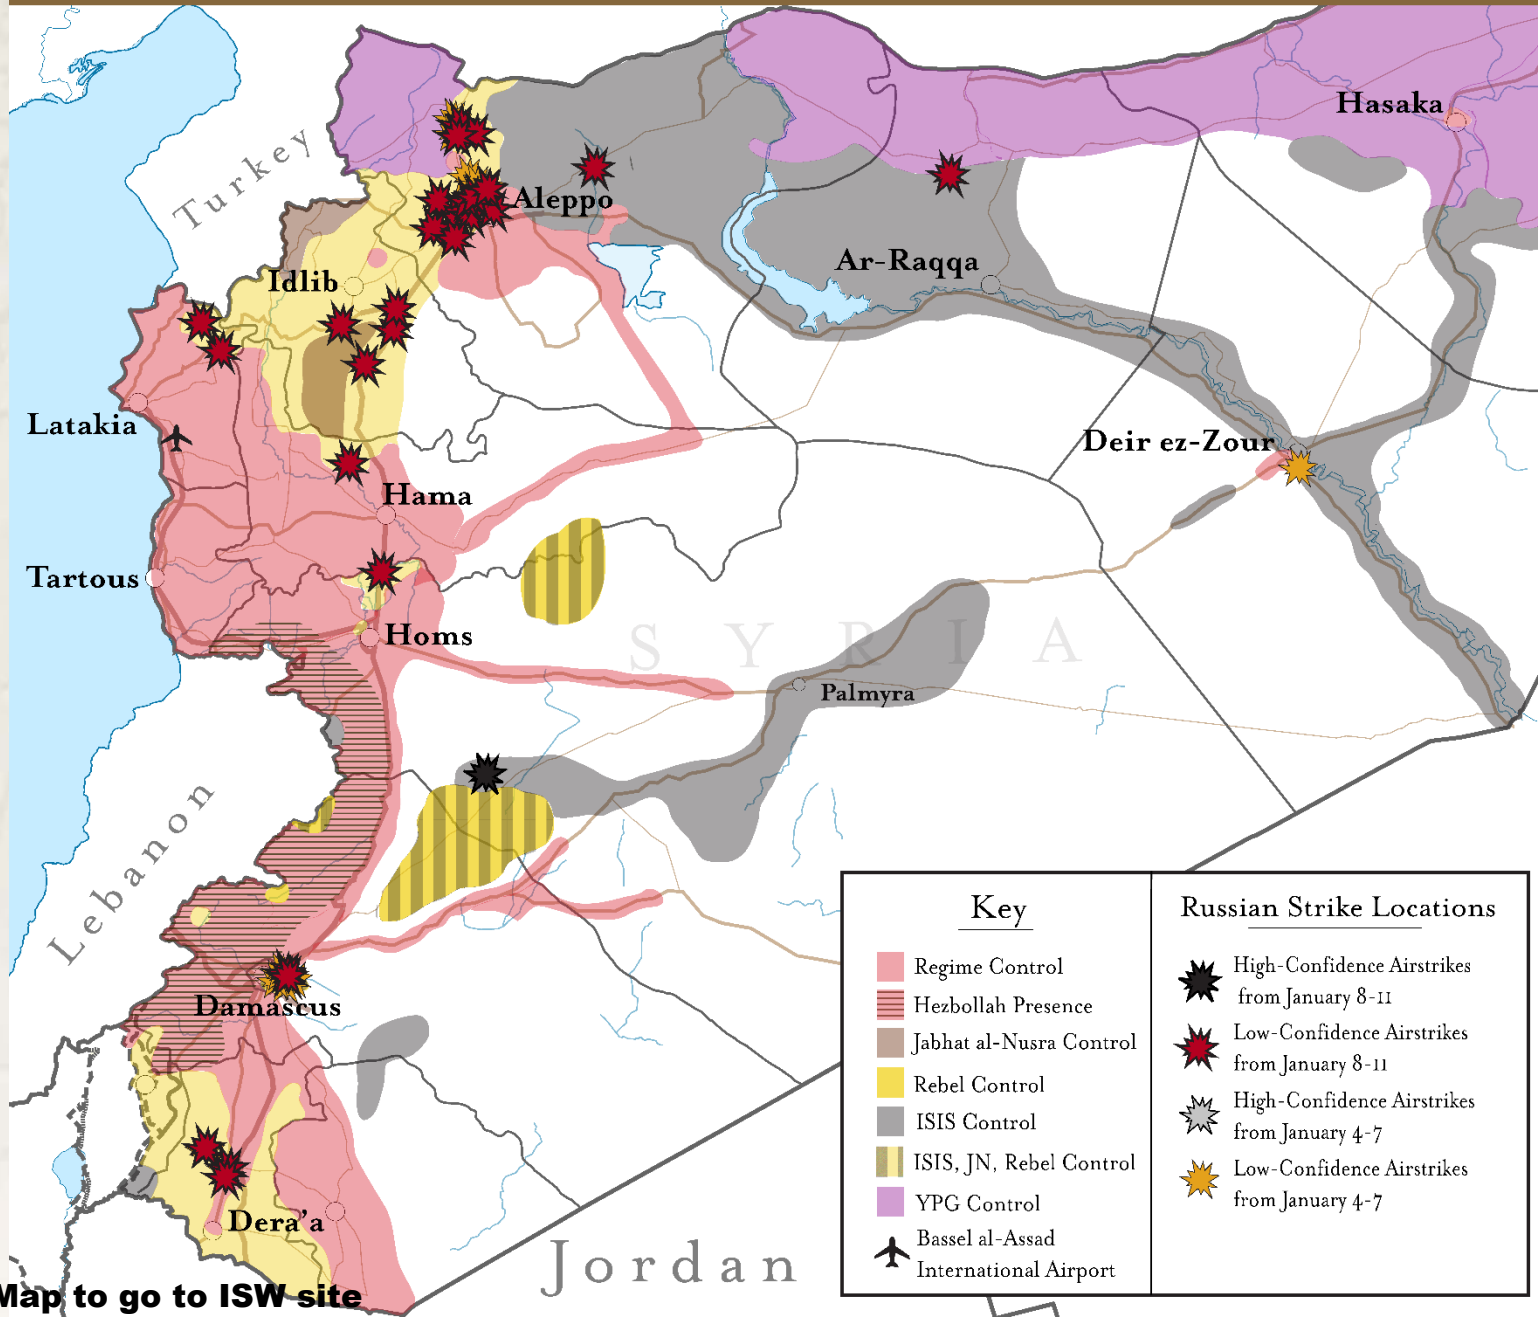 Turkey
Hasaka
Aleppo
Ar-Raqqa
Idlib
Latakia
Deir ez-Zour
Hama
Tartous
Homs
SYRIA
Palmyra
Lebanon
Damascus
Dera'a
Jordan
Map to go to ISW site
Key
Regime Control
Hezbollah Presence
Jabhat al-Nusra Control
Rebel Control
ISIS Control
ISIS, JN, Rebel Control
YPG Control
Bassel al-Assad
International Airport
Russian Strike Locations
High-Confidence Airstrikes
from January 8-11
Low-Confidence Airstrikes
from January 8-11
High-Confidence Airstrikes
from January 4-7
Low-Confidence Airstrikes
from January 4-7